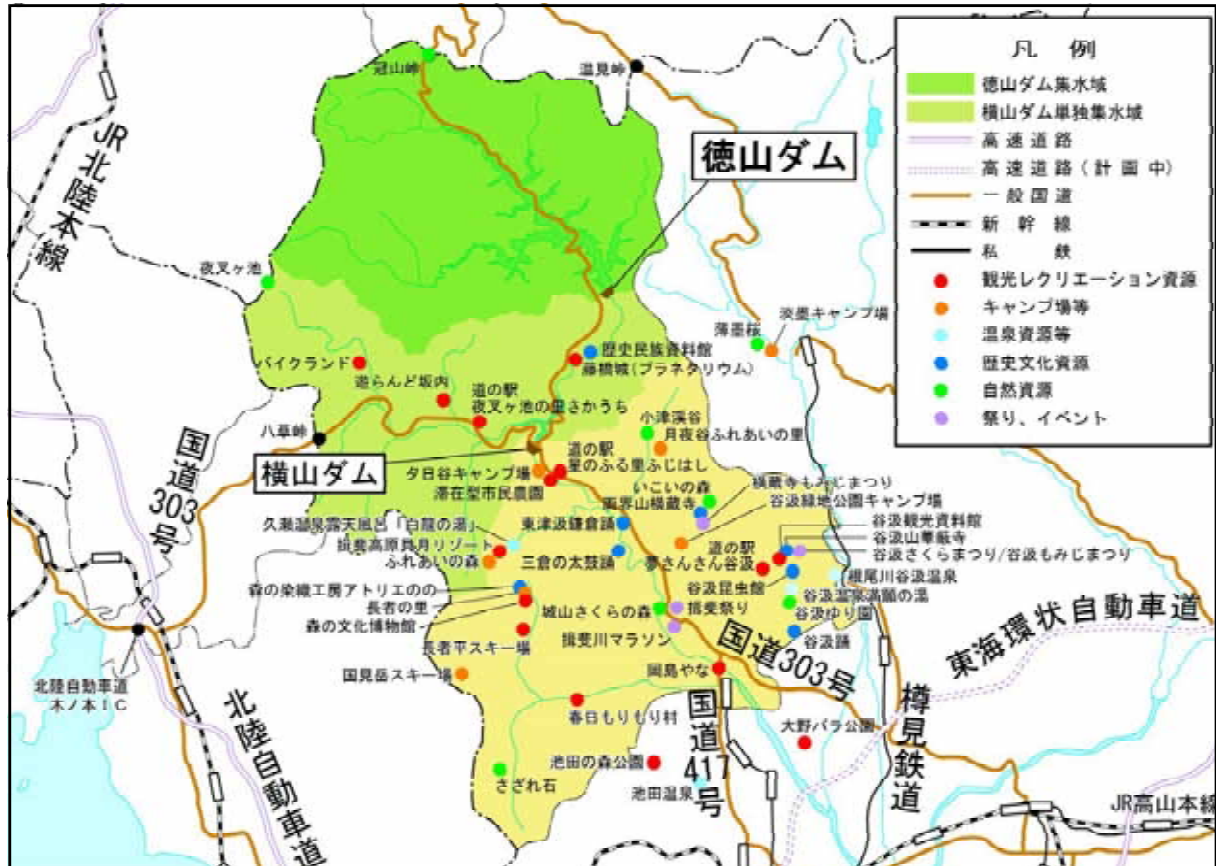 凡 例
徳山ダム集水域
横山ダム単独集水域
高速道路
高速道路(計画中)
一般国道
新幹線
私鉄
観光レクリエーション資源
キャンプ場等
温泉資源等
歴史文化資源
自然資源
祭り、イベント
冠山峠
温見峠
JR北陸本線
徳山ダム
夜叉ヶ池
淡墨キャンプ場
薄墨桜
歴史民族資料館
藤橋城(プラネタリウム)
バイクランド
遊らんど坂内
道の駅
夜叉ヶ池の里さかうち
八草峠
国道303号
横山ダム
小津渓谷
月夜谷ふれあいの里
道の駅
星のふる里ふじはし
夕日谷キャンプ場
滞在型市民農園
いこいの森
両界山横蔵寺
横蔵寺もみじまつり
谷汲緑地公園キャンプ場
久瀬温泉露天風呂「白龍の湯」
揖斐高原貝月リゾート
ふれあいの森
東津汲鎌倉踊
三倉の太鼓踊
道の駅
夢さんさん谷汲
谷汲観光資料館
谷汲山華厳寺
谷汲さくらまつり/谷汲もみじまつり
根尾川谷汲温泉
谷汲昆虫館
谷汲温泉満願の湯
谷汲ゆり園
谷汲踊
森の染織工房アトリエのの
長者の里
森の文化博物館
城山さくらの森
揖斐祭り
揖斐川マラソン
長者平スキー場
国見岳スキー場
岡島やな
国道303号
東海環状自動車道
北陸自動車道
木ノ本IC
北陸自動車道
春日もりもり村
国道417号
大野バラ公園
樽見鉄道
池田の森公園
さざれ石
池田温泉
JR高山本線